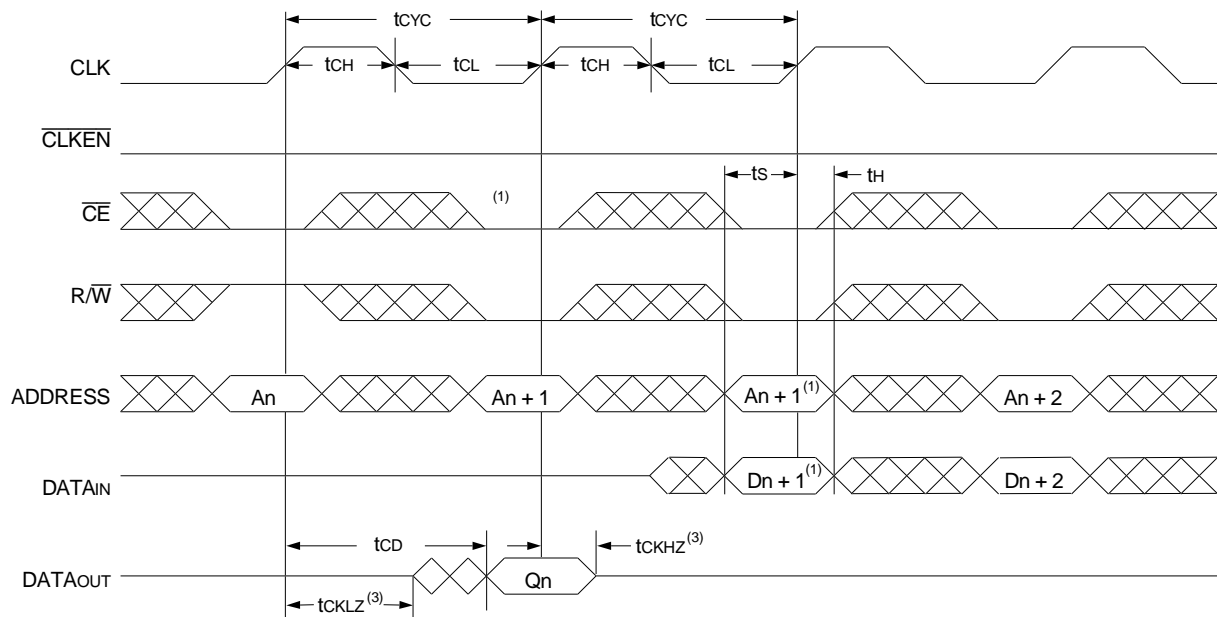 tCYC tCYC
CLK tCH tCL tCH tCL
CLKEN
tS tH
CE (1)
R/W
ADDRESS An An + 1 An + 1(1) An + 2
DATAIN Dn + 1(1) Dn + 2
tCD tCKHZ(3)
DATAOUT Qn
tCKLZ(3)